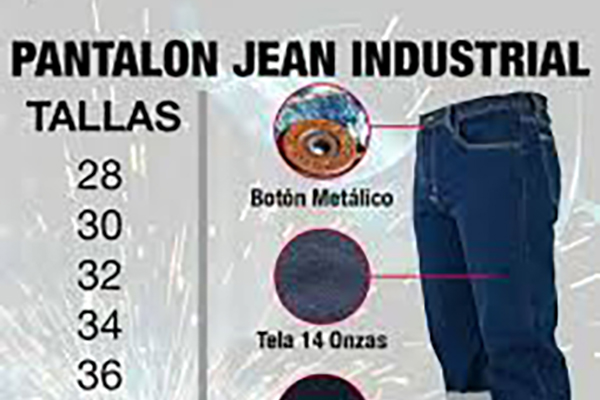 PANTALON JEAN INDUSTRIAL
TALLAS
28
30
32
34
36
Botón Metálico
Tela 14 Onzas